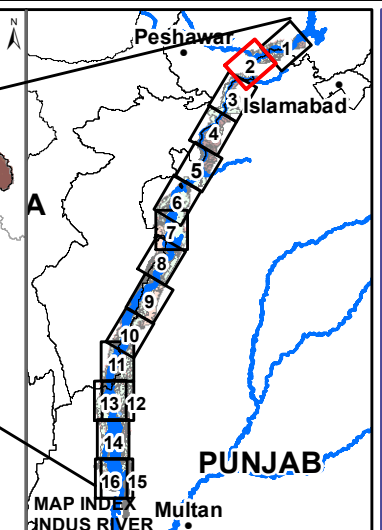 N
Peshawar
1
2
Islamabad
3
4
5
6
A
7
8
9
10
11
13 12
14
PUNJAB
16 15
MAP INDEX
INDUS RIVER
Multan